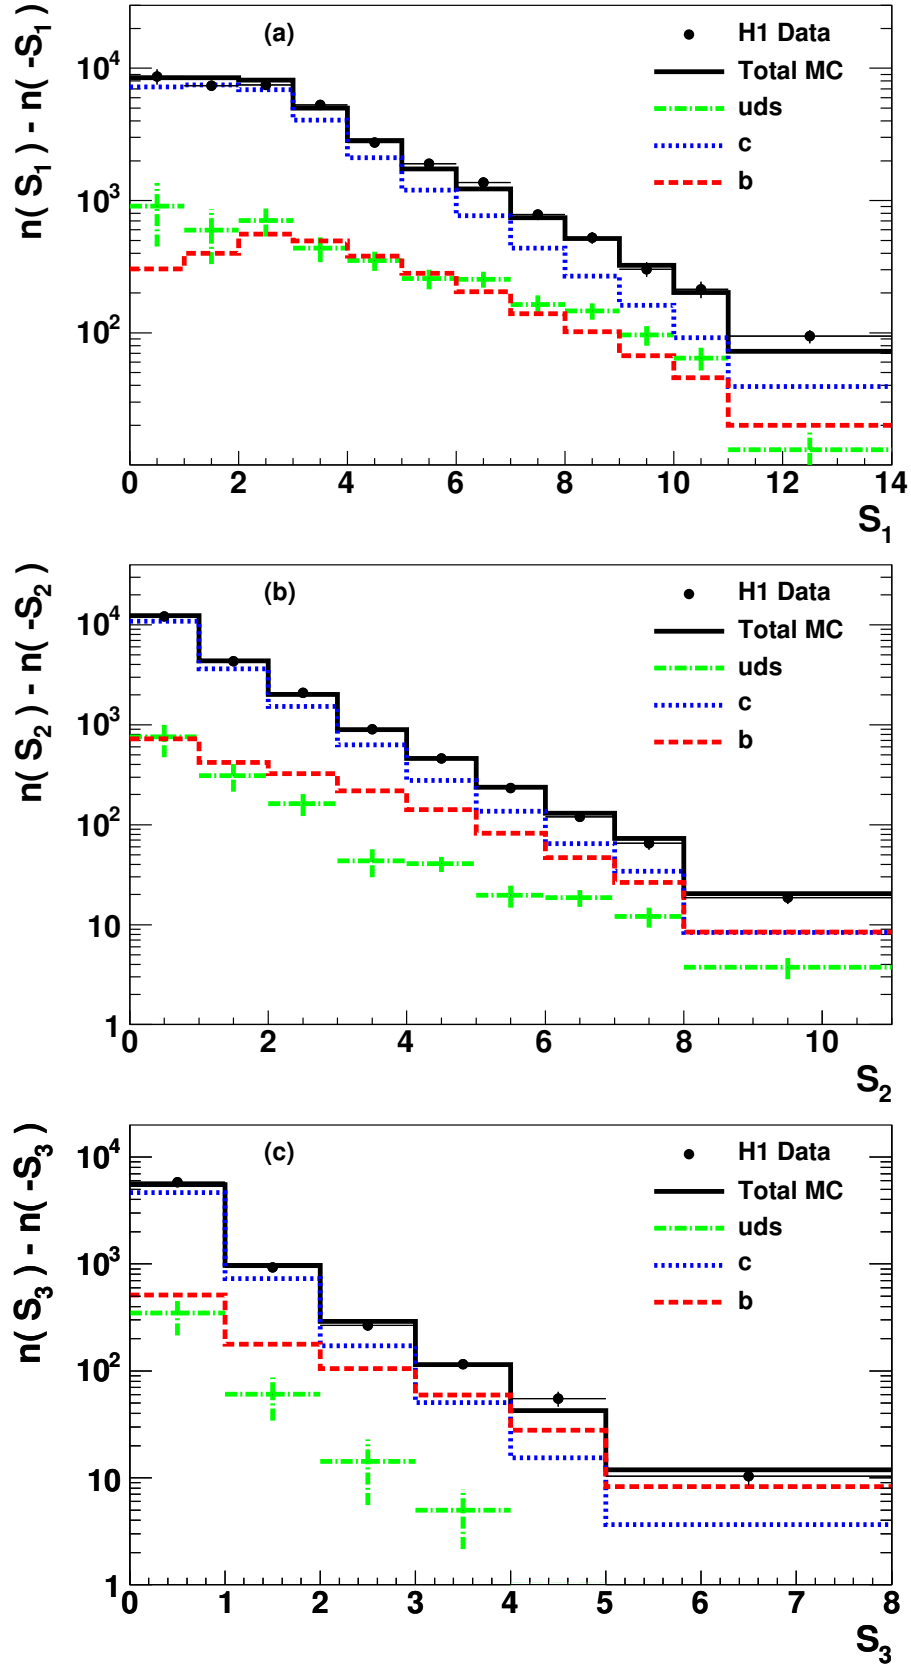 n( S₁ ) - n( -S₁ )
(a)
H1 Data
Total MC
uds
c
b
10⁴
10³
10²
0 2 4 6 8 10 12 14
S₁
n( S₂ ) - n( -S₂ )
(b)
H1 Data
Total MC
uds
c
b
10⁴
10³
10²
10
1
0 2 4 6 8 10
S₂
n( S₃ ) - n( -S₃ )
(c)
H1 Data
Total MC
uds
c
b
10⁴
10³
10²
10
1
0 1 2 3 4 5 6 7 8
S₃